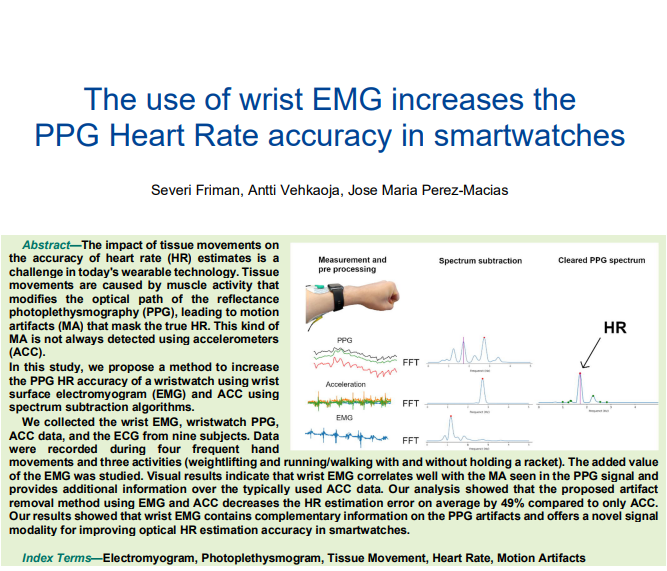 The use of wrist EMG increases the
PPG Heart Rate accuracy in smartwatches
Severi Friman, Antti Vehkaoja, Jose Maria Perez-Macias
Abstract—The impact of tissue movements on
the accuracy of heart rate (HR) estimates is a
challenge in today's wearable technology. Tissue
movements are caused by muscle activity that
modifies the optical path of the reflectance
photoplethysmography (PPG), leading to motion
artifacts (MA) that mask the true HR. This kind of
MA is not always detected using accelerometers
(ACC).
In this study, we propose a method to increase
the PPG HR accuracy of a wristwatch using wrist
surface electromyogram (EMG) and ACC using
spectrum subtraction algorithms.
We collected the wrist EMG, wristwatch PPG,
ACC data, and the ECG from nine subjects. Data
were recorded during four frequent hand
movements and three activities (weightlifting and running/walking with and without holding a racket). The added value
of the EMG was studied. Visual results indicate that wrist EMG correlates well with the MA seen in the PPG signal and
provides additional information over the typically used ACC data. Our analysis showed that the proposed artifact
removal method using EMG and ACC decreases the HR estimation error on average by 49% compared to only ACC.
Our results showed that wrist EMG contains complementary information on the PPG artifacts and offers a novel signal
modality for improving optical HR estimation accuracy in smartwatches.
Measurement and
pre processing
Spectrum subtraction
Cleared PPG spectrum
HR
PPG
FFT
Acceleration
FFT
EMG
FFT
Index Terms—Electromyogram, Photoplethysmogram, Tissue Movement, Heart Rate, Motion Artifacts